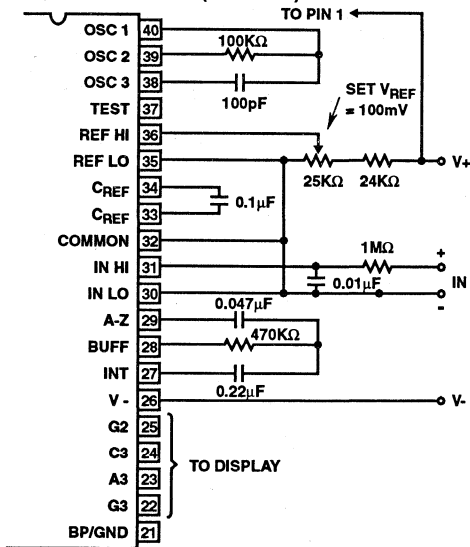 TO PIN 1
OSC 1 40
100KΩ
OSC 2 39
OSC 3 38
100pF
SET VREF
= 100mV
TEST 37
REF HI 36
REF LO 35
V+
25KΩ 24KΩ
CREF 34
0.1µF
CREF 33
COMMON 32
1MΩ
+
IN HI 31
0.01µF
IN
IN LO 30
-
0.047µF
A-Z 29
BUFF 28
470KΩ
INT 27
0.22µF
V - 26
V-
G2 25
C3 24
TO DISPLAY
A3 23
G3 22
BP/GND 21